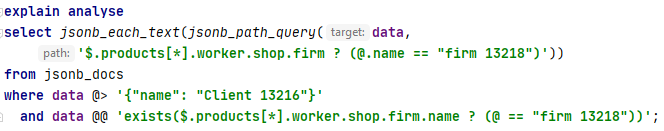 explain analyse
select jsonb_each_text(jsonb_path_query( target: data,
path: '$.products[*].worker.shop.firm ? (@.name == "firm 13218")'))
from jsonb_docs
where data @> '{"name": "Client 13216"}'
and data @@ 'exists($.products[*].worker.shop.firm.name ? (@ == "firm 13218"))';